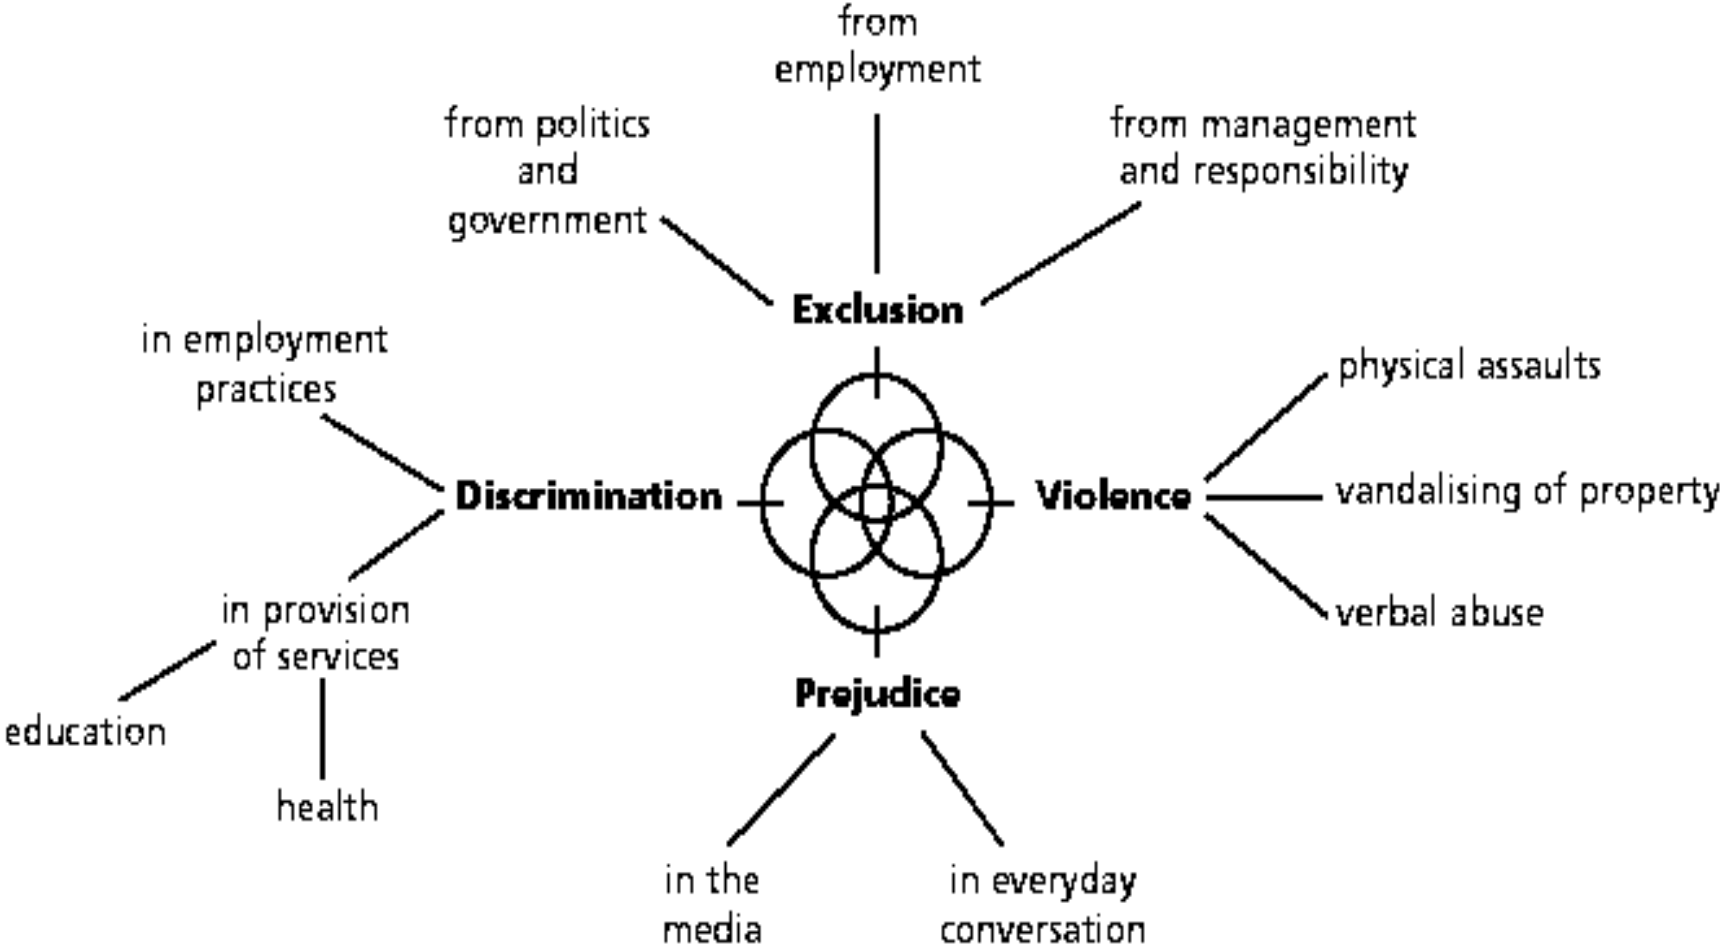 from
employment
from politics
and
government
from management
and responsibility
Exclusion
in employment
practices
physical assaults
Discrimination
Violence
vandalising of property
in provision
of services
verbal abuse
education
health
Prejudice
in the
media
in everyday
conversation